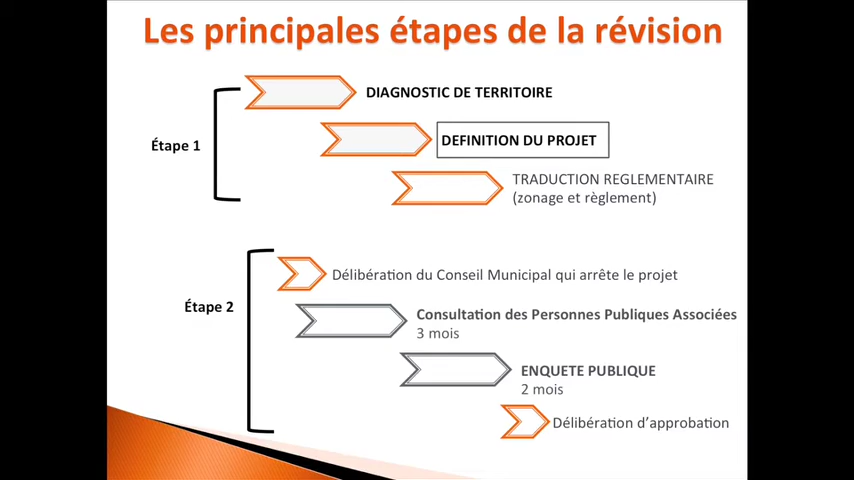 Les principales étapes de la révision
DIAGNOSTIC DE TERRITOIRE
Étape 1
DEFINITION DU PROJET
TRADUCTION REGLEMENTAIRE
(zonage et règlement)
Délibération du Conseil Municipal qui arrête le projet
Étape 2
Consultation des Personnes Publiques Associées
3 mois
ENQUETE PUBLIQUE
2 mois
Délibération d’approbation